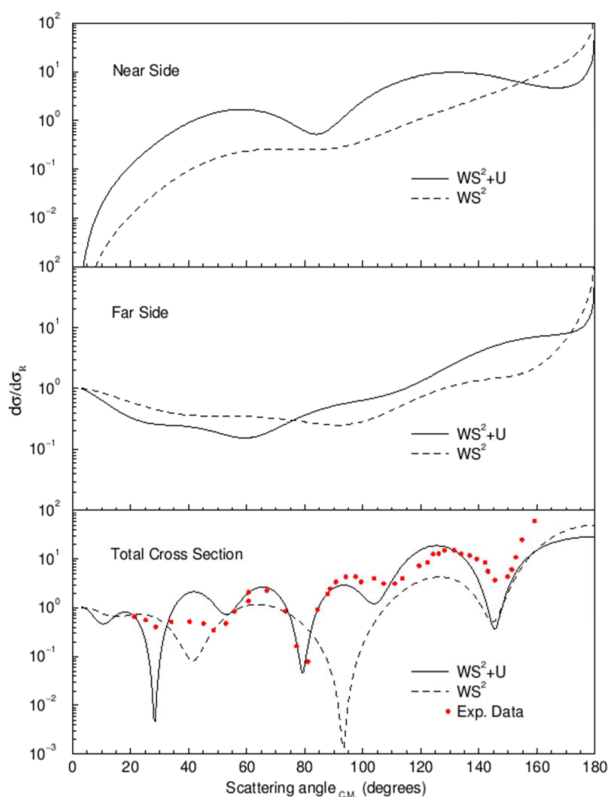 10²
10¹
Near Side
10⁰
10⁻¹
WS²+U
WS²
10⁻²
10²
Far Side
10¹
dσ/dσ_R
10⁰
10⁻¹
WS²+U
WS²
10²
Total Cross Section
10¹
10⁰
10⁻¹
WS²+U
WS²
Exp. Data
10⁻²
10⁻³
0 20 40 60 80 100 120 140 160 180
Scattering angle C.M. (degrees)